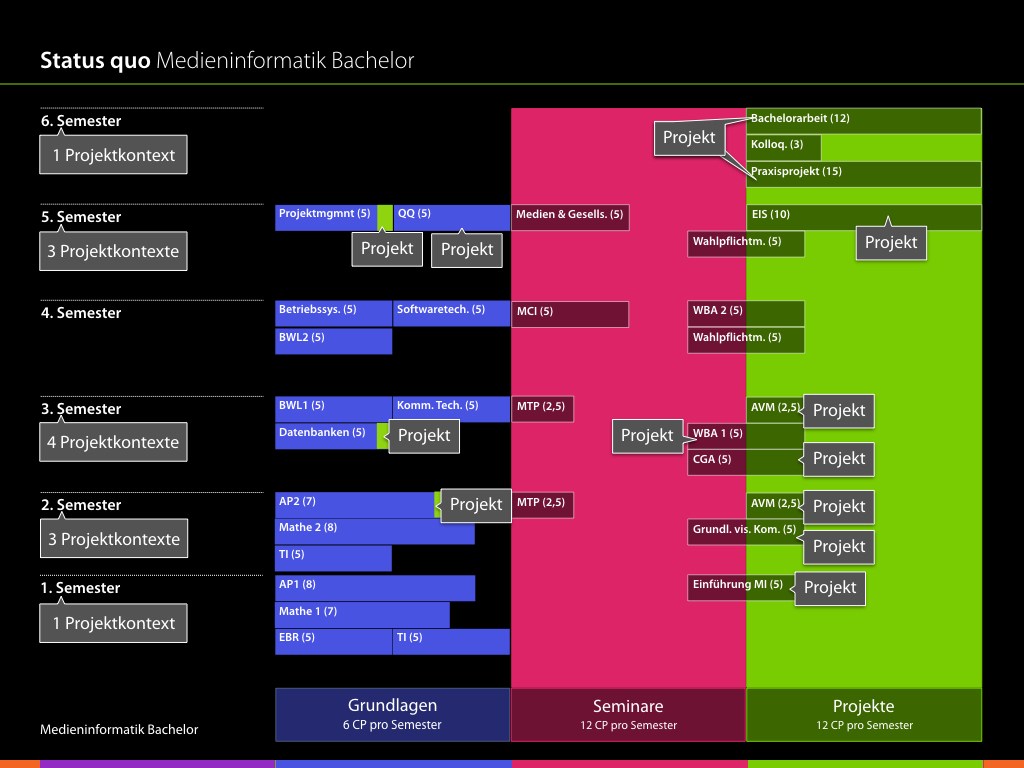 Status quo Medieninformatik Bachelor
6. Semester
1 Projektkontext
Projekt
Bachelorarbeit (12)
Kolloq. (3)
Praxisprojekt (15)
5. Semester
3 Projektkontexte
Projektmgmnt (5)
QQ (5)
Medien & Gesells. (5)
EIS (10)
Projekt
Projekt
Wahlpflichtm. (5)
Projekt
4. Semester
Betriebssys. (5)
Softwaretech. (5)
MCI (5)
WBA 2 (5)
BWL2 (5)
Wahlpflichtm. (5)
3. Semester
4 Projektkontexte
BWL1 (5)
Komm. Tech. (5)
MTP (2,5)
AVM (2,5)
Projekt
Datenbanken (5)
Projekt
Projekt
WBA 1 (5)
CGA (5)
Projekt
2. Semester
3 Projektkontexte
AP2 (7)
Projekt
MTP (2,5)
AVM (2,5)
Projekt
Mathe 2 (8)
Grundl. vis. Kom. (5)
Projekt
TI (5)
1. Semester
1 Projektkontext
AP1 (8)
Einführung MI (5)
Projekt
Mathe 1 (7)
EBR (5)
TI (5)
Grundlagen
6 CP pro Semester
Seminare
12 CP pro Semester
Projekte
12 CP pro Semester
Medieninformatik Bachelor